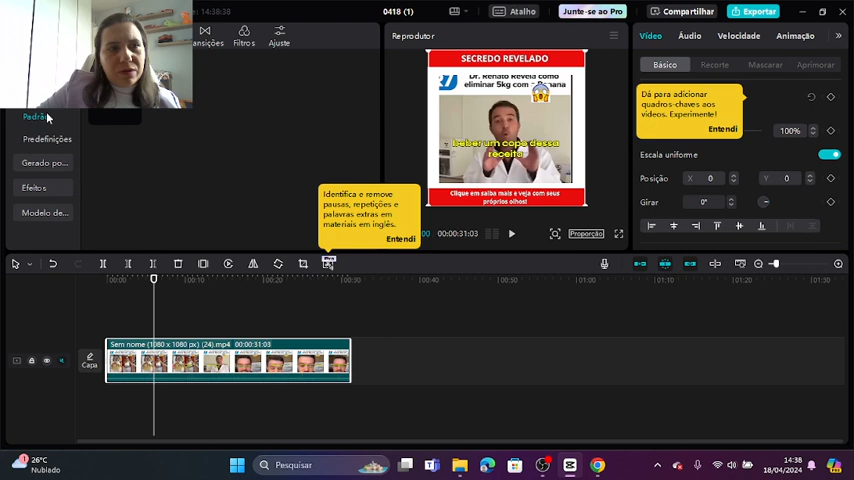 14:38:38
0418 (1)
Atalho
Junte-se ao Pro
Compartilhar
Exportar
Filtros
Ajuste
Reprodutor
Vídeo
Áudio
Velocidade
Animação
Básico
Recorte
Mascarar
Aprimorar
Padrão
Predefinições
Gerado po...
Efeitos
Modelo de...
SECREDO REVELADO
Dr. Renato Revela como
eliminar 5kg com
Beber um copo dessa
receita
Clique em saiba mais e veja com seus
próprios olhos!
Dá para adicionar
quadros-chaves aos
vídeos. Experimente!
Entendi
100%
Escala uniforme
Posição
X 0
Y 0
Girar
0°
Identifica e remove
pausas, repetições e
palavras extras em
materiais em inglês.
Entendi
00:00:31:03
Proporção
Pro
00:00
00:10
00:20
00:30
00:40
00:50
01:00
01:10
01:20
01:30
Sem nome (1080 x 1080 px) (24).mp4 00:00:31:03
Capa
1
26°C
Nublado
Pesquisar
14:38
18/04/2024